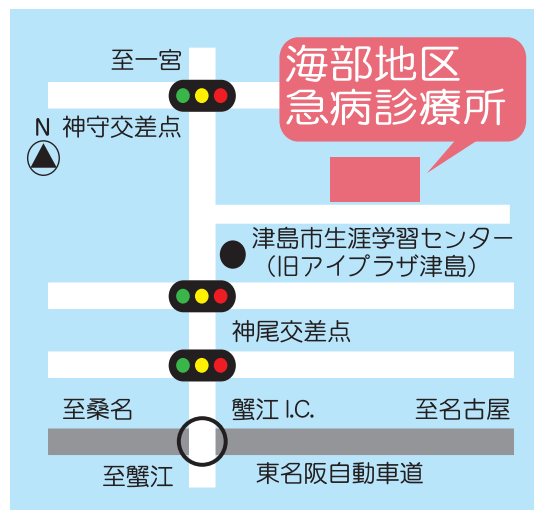 至一宮
海部地区
急病診療所
N
神守交差点
津島市生涯学習センター
（旧アイプラザ津島）
神尾交差点
至桑名
蟹江 I.C.
至名古屋
至蟹江
東名阪自動車道